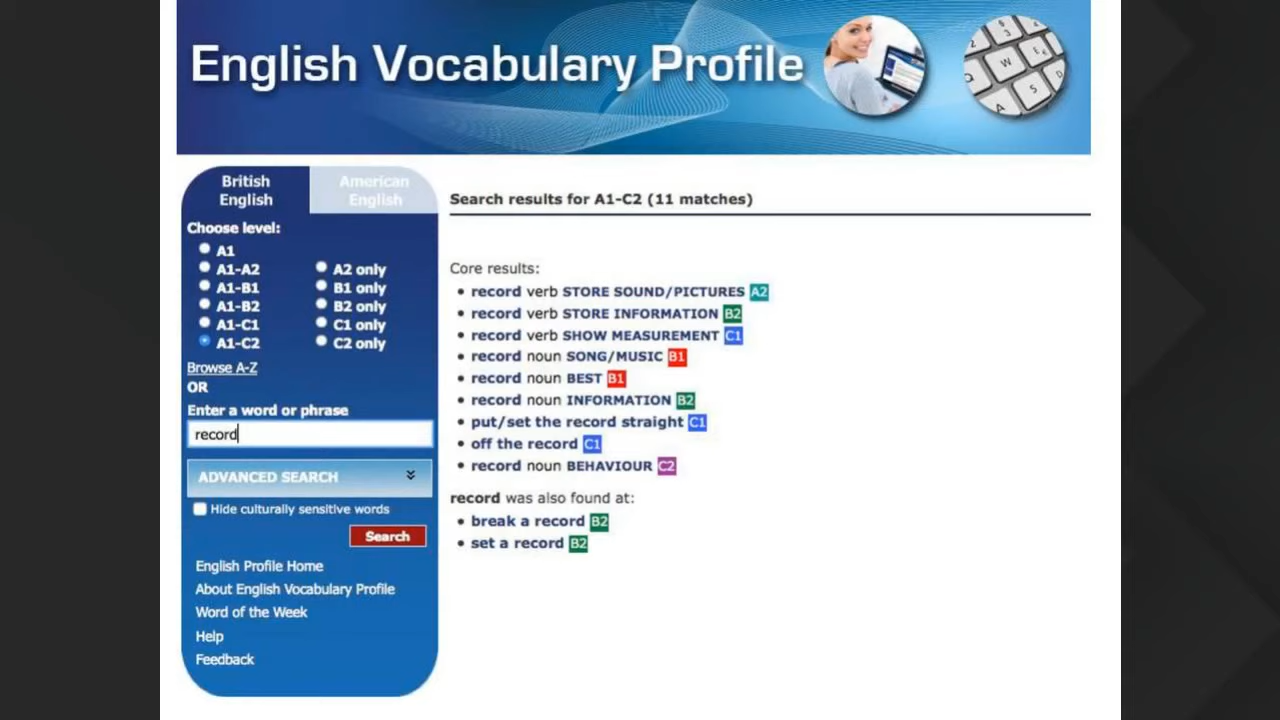 English Vocabulary Profile
British English
American English
Choose level:
A1
A1-A2
A2 only
A1-B1
B1 only
A1-B2
B2 only
A1-C1
C1 only
A1-C2
C2 only
Browse A-Z
OR
Enter a word or phrase
record
ADVANCED SEARCH
Hide culturally sensitive words
Search
English Profile Home
About English Vocabulary Profile
Word of the Week
Help
Feedback
Search results for A1-C2 (11 matches)
Core results:
• record verb STORE SOUND/PICTURES A2
• record verb STORE INFORMATION B2
• record verb SHOW MEASUREMENT C1
• record noun SONG/MUSIC B1
• record noun BEST B1
• record noun INFORMATION B2
• put/set the record straight C1
• off the record C1
• record noun BEHAVIOUR C2
record was also found at:
• break a record B2
• set a record B2